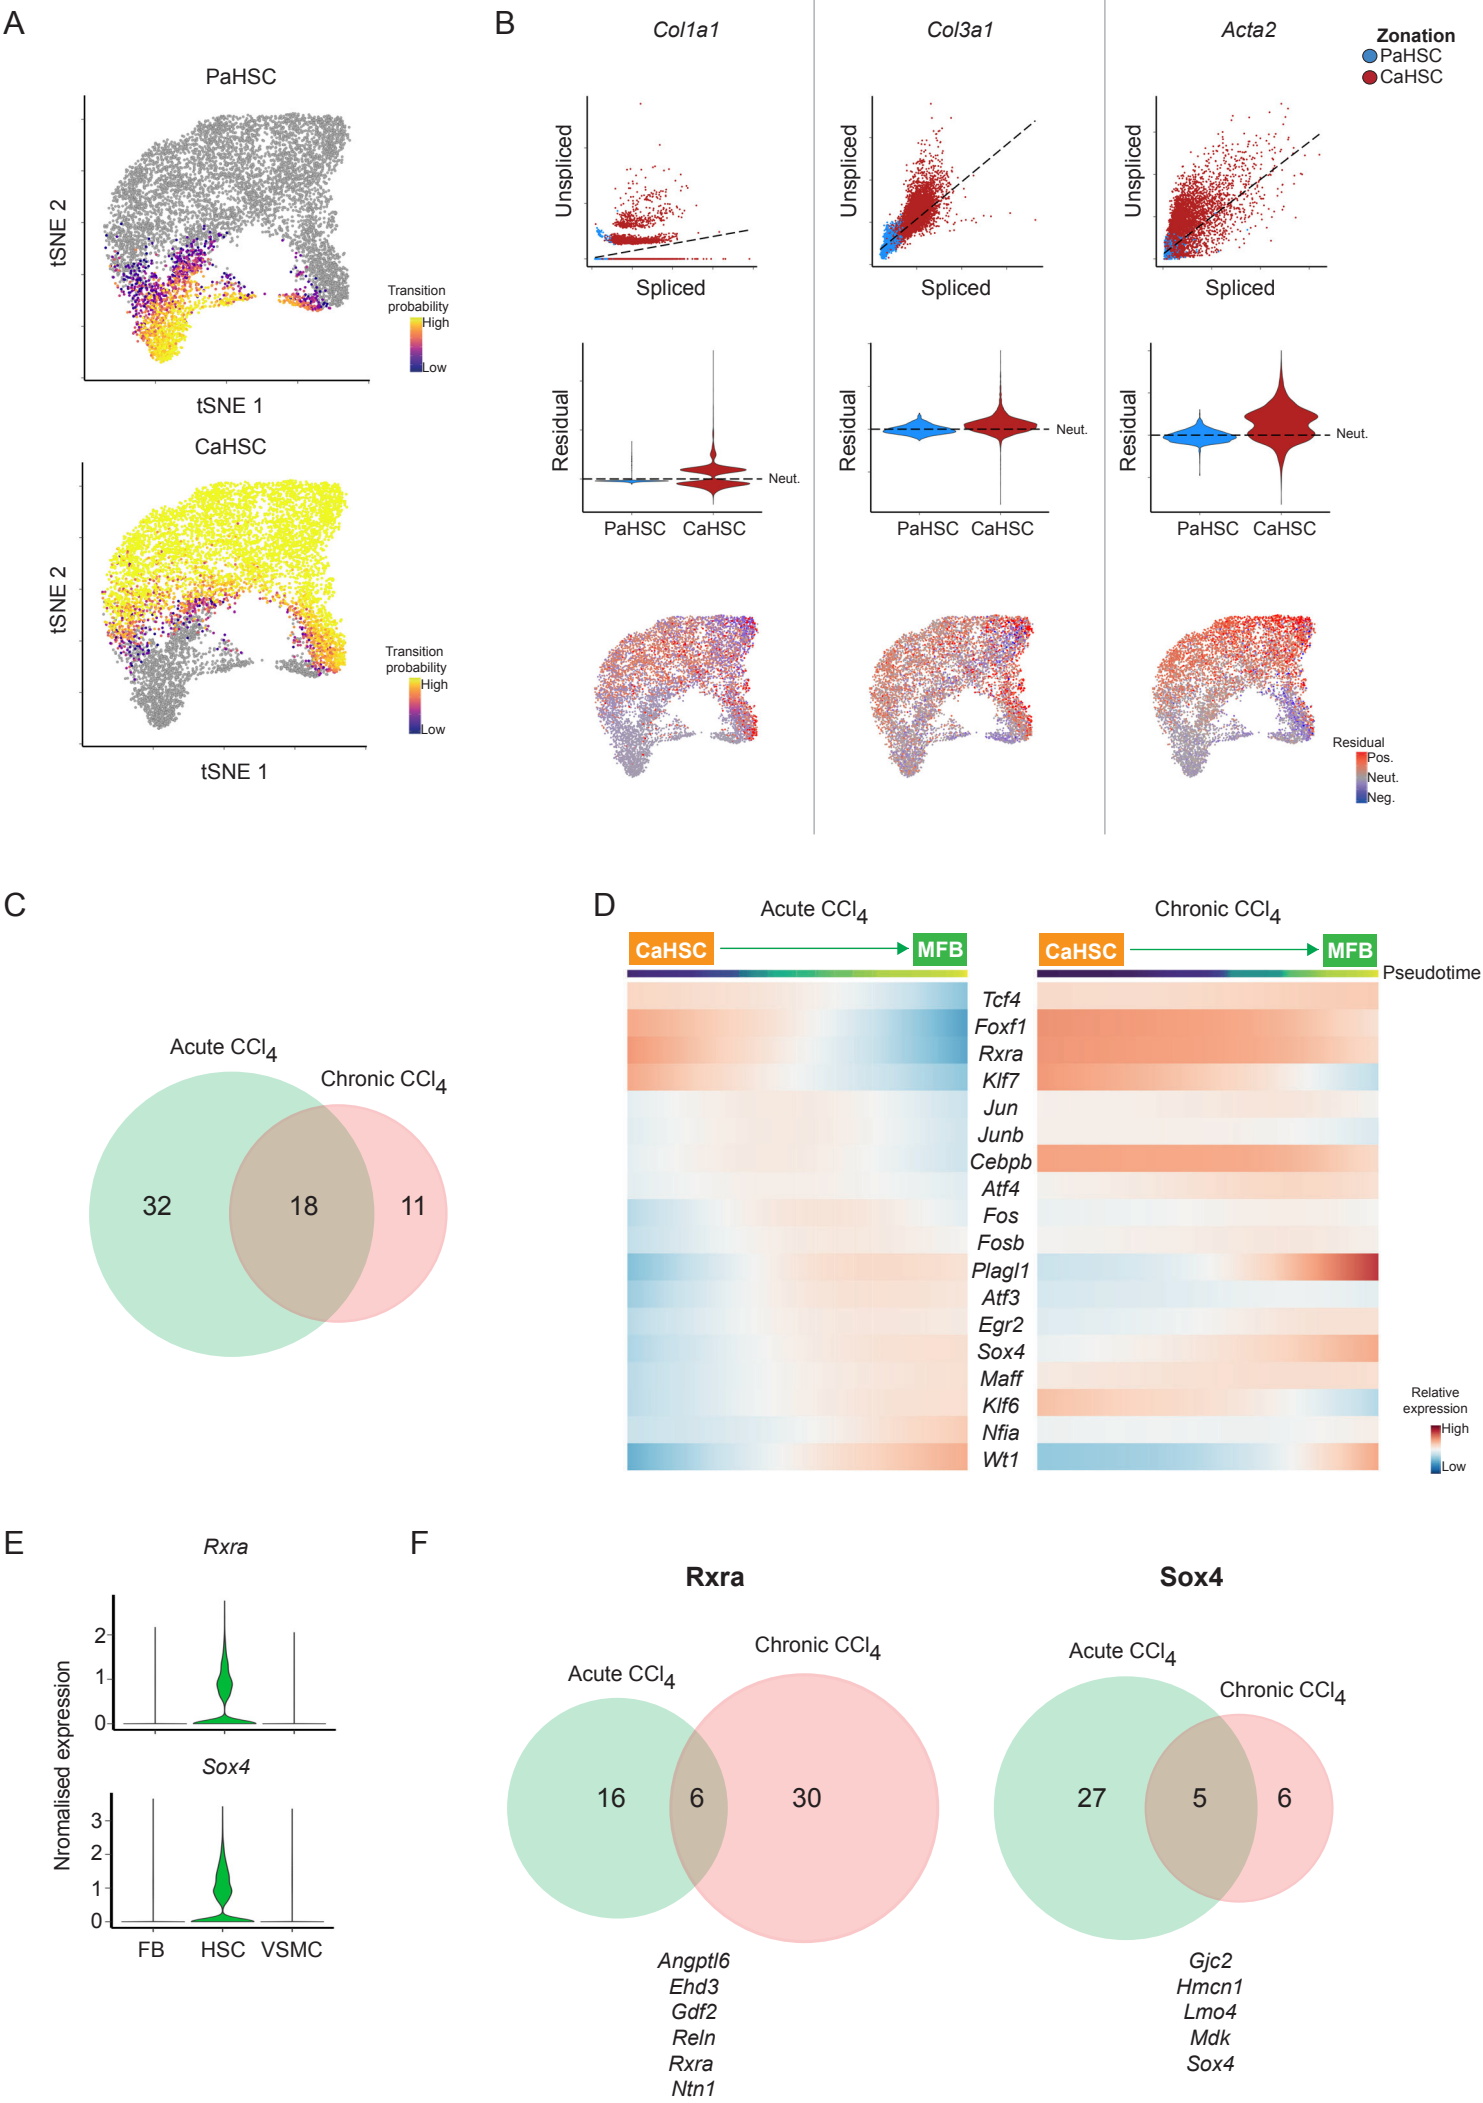 A
PaHSC
tSNE 2
tSNE 1
Transition
probability
High
Low
CaHSC
tSNE 2
tSNE 1
Transition
probability
High
Low
B
Col1a1
Col3a1
Acta2
Zonation
PaHSC
CaHSC
Unspliced
Spliced
Unspliced
Spliced
Unspliced
Spliced
Residual
Neut.
PaHSC CaHSC
Residual
Neut.
PaHSC CaHSC
Residual
Neut.
PaHSC CaHSC
Residual
Pos.
Neut.
Neg.
C
Acute CCl4
Chronic CCl4
32
18
11
D
Acute CCl4
Chronic CCl4
CaHSC
MFB
CaHSC
MFB
Pseudotime
Tcf4
Foxf1
Rxra
Klf7
Jun
Junb
Cebpb
Atf4
Fos
Fosb
Plagl1
Atf3
Egr2
Sox4
Maff
Klf6
Nfia
Wt1
Relative
expression
High
Low
E
Rxra
2
1
0
Sox4
3
2
1
0
Nromalised expression
FB HSC VSMC
F
Rxra
Acute CCl4
Chronic CCl4
16
6
30
Angptl6
Ehd3
Gdf2
Reln
Rxra
Ntn1
Sox4
Acute CCl4
Chronic CCl4
27
5
6
Gjc2
Hmcn1
Lmo4
Mdk
Sox4